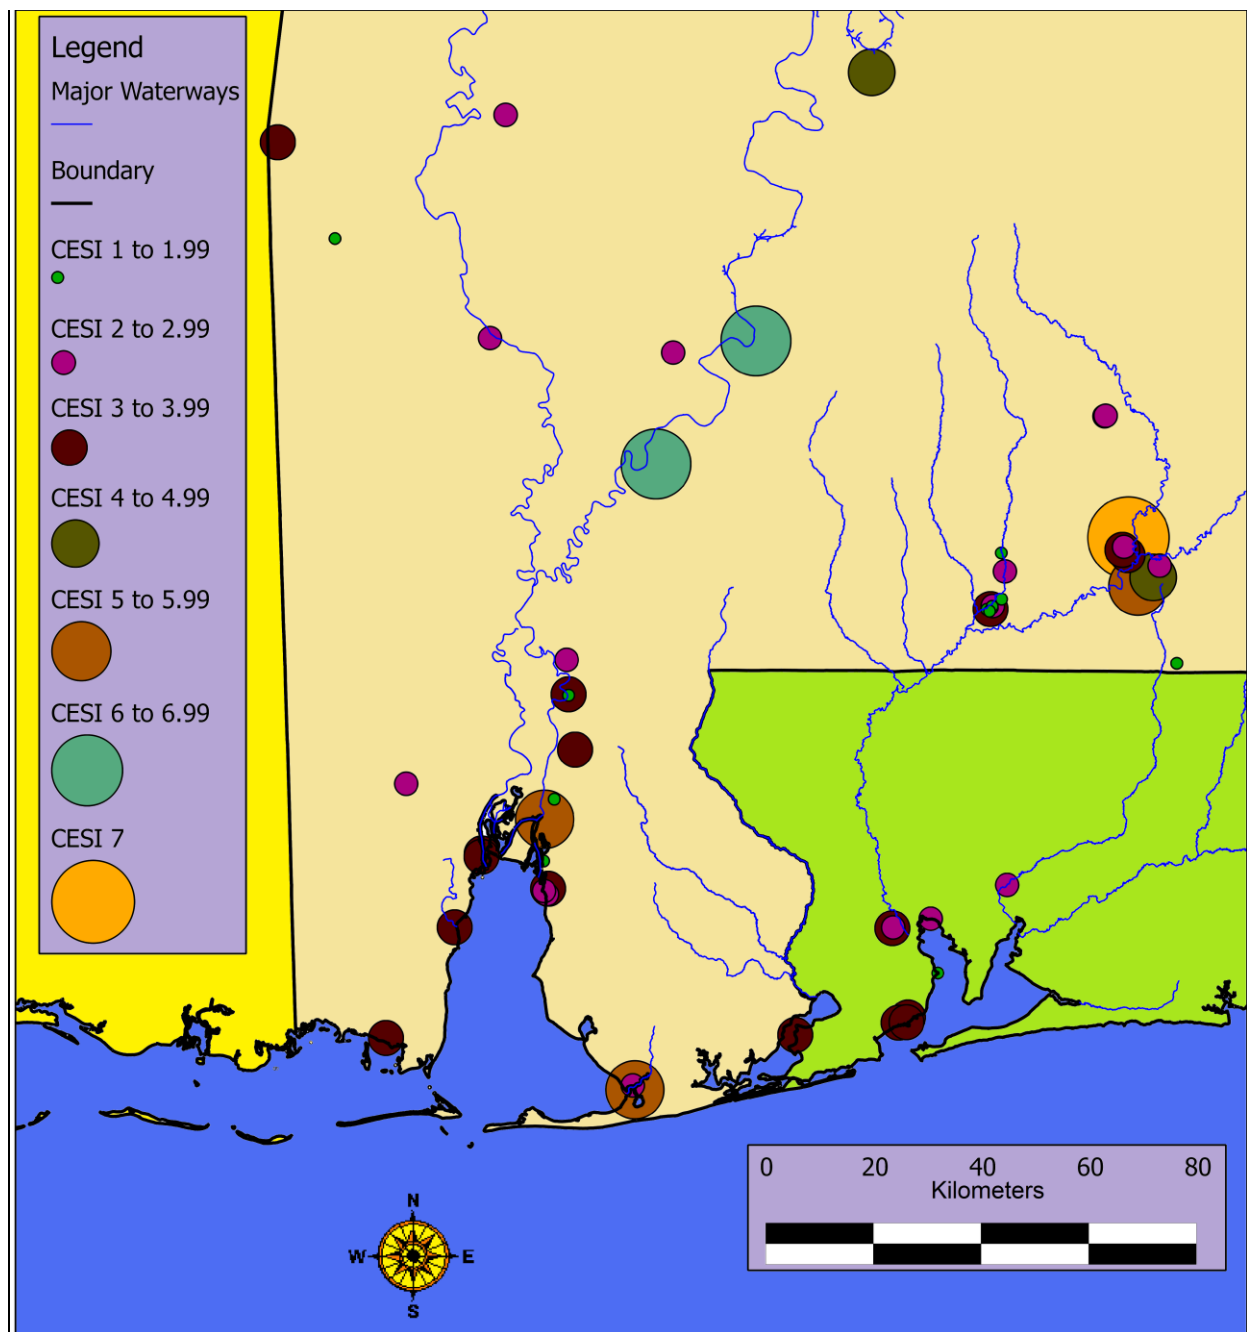 Legend
Major Waterways
Boundary
CESI 1 to 1.99
CESI 2 to 2.99
CESI 3 to 3.99
CESI 4 to 4.99
CESI 5 to 5.99
CESI 6 to 6.99
CESI 7
0 20 40 60 80
Kilometers
N
W E
S